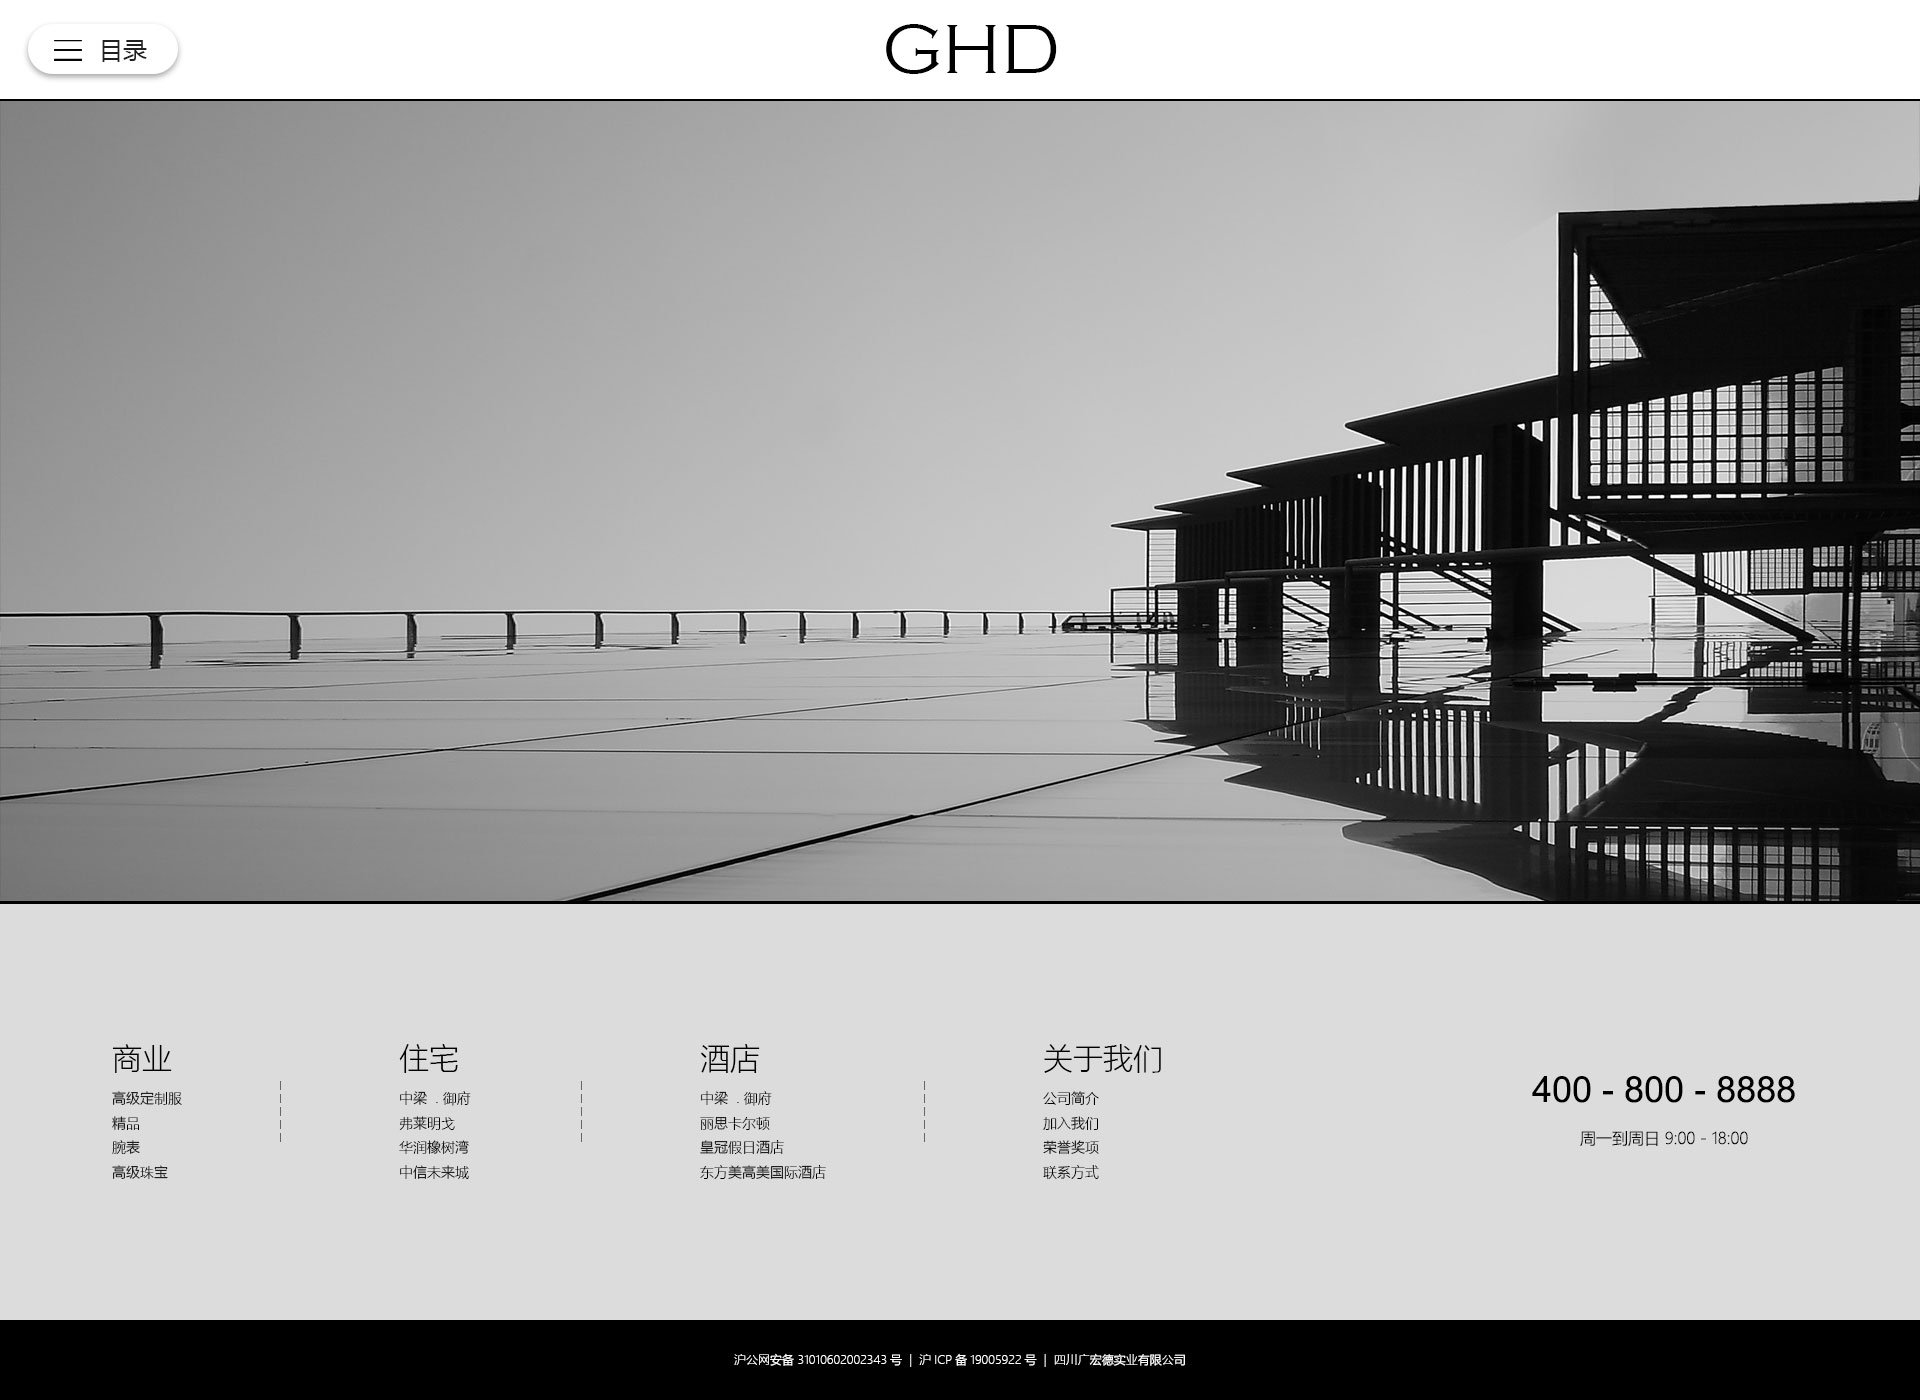 目录
GHD
商业
高级定制服
精品
腕表
高级珠宝
住宅
中梁 . 御府
弗莱明戈
华润橡树湾
中信未来城
酒店
中梁 . 御府
丽思卡尔顿
皇冠假日酒店
东方美高美国际酒店
关于我们
公司简介
加入我们
荣誉奖项
联系方式
400 - 800 - 8888
周一到周日 9:00 - 18:00
沪公网安备 31010602002343 号 | 沪 ICP 备 19005922 号 | 四川广宏德实业有限公司